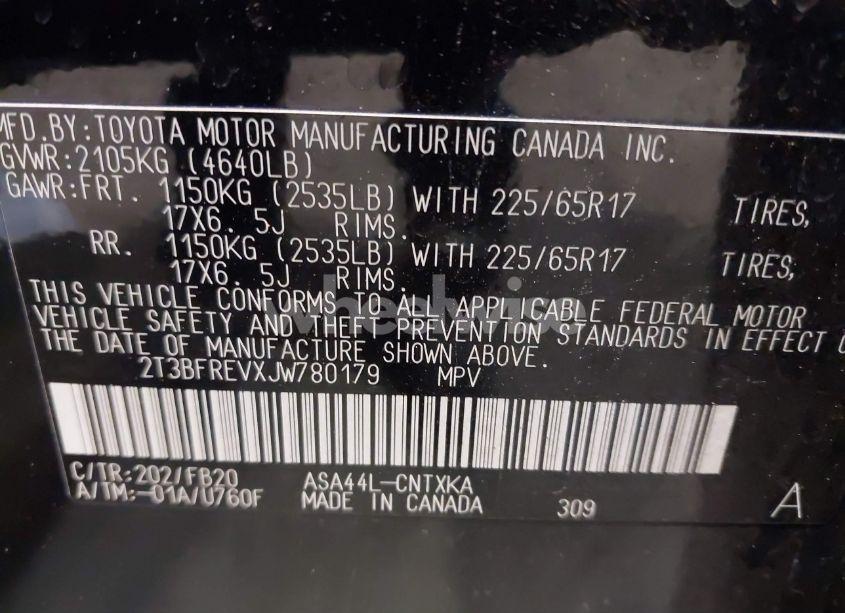 MFD.BY:TOYOTA MOTOR MANUFACTURING CANADA INC.
GVWR:2105KG (4640LB)
GAWR:FRT. 1150KG (2535LB) WITH 225/65R17 TIRES,
17X6. 5J RIMS.
RR. 1150KG (2535LB) WITH 225/65R17 TIRES,
17X6. 5J RIMS.
THIS VEHICLE CONFORMS TO ALL APPLICABLE FEDERAL MOTOR
VEHICLE SAFETY AND THEFT PREVENTION STANDARDS IN EFFECT
THE DATE OF MANUFACTURE SHOWN ABOVE.
2T3BFREVXJW780179 MPV
C/TR:202/FB20 ASA44L-CNTXKA
A/TM:-01A/U760F MADE IN CANADA 309 A